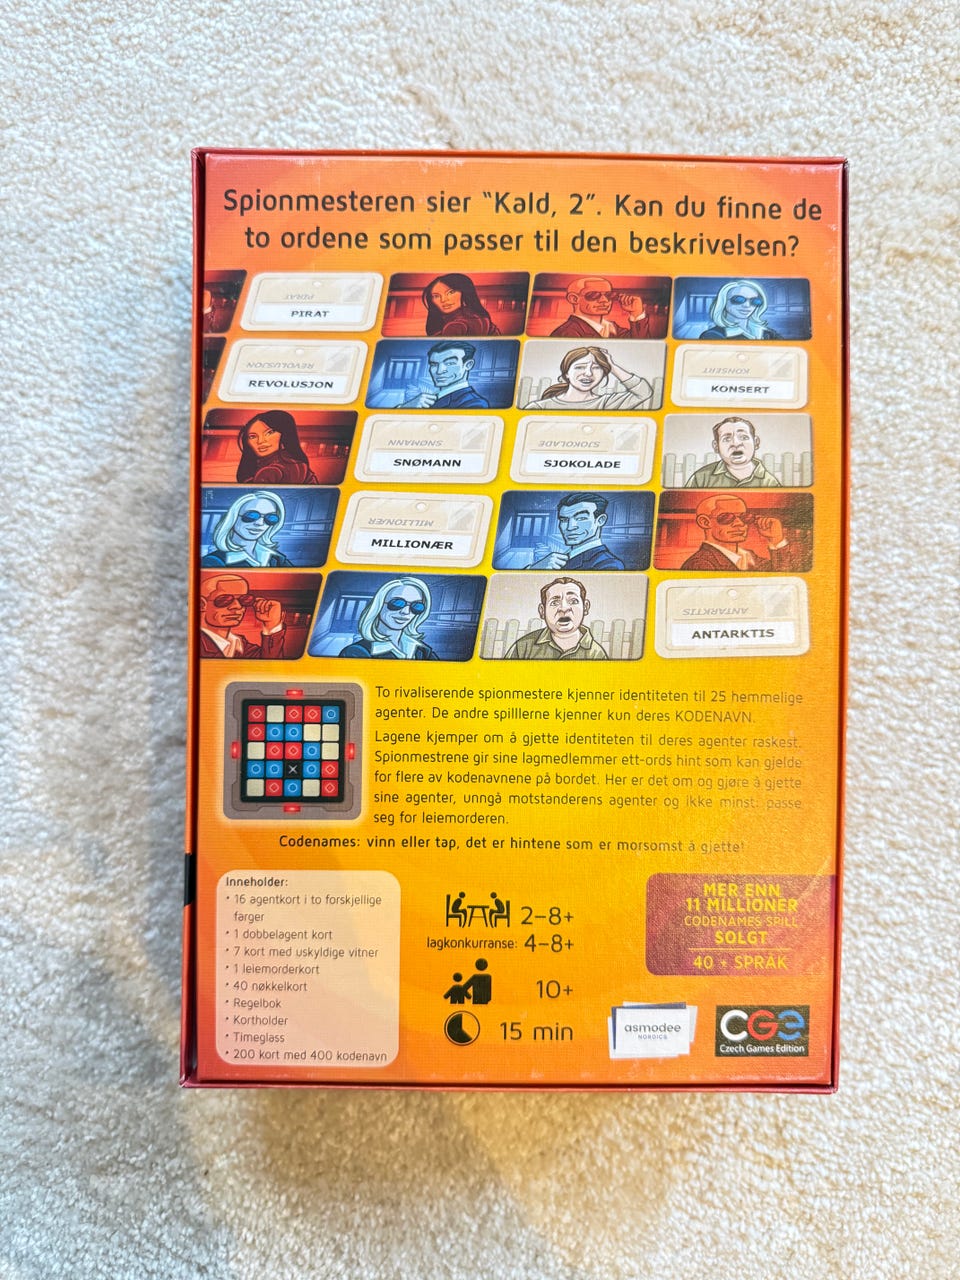 Spionmesteren sier "Kald, 2". Kan du finne de
to ordene som passer til den beskrivelsen?
PIRAT
PIRAT
REVOLUSJON
REVOLUSJON
KONSERT
KONSERT
SNØMANN
SNØMANN
SJOKOLADE
SJOKOLADE
MILLIONÆR
MILLIONÆR
ANTARKTIS
ANTARKTIS
To rivaliserende spionmestere kjenner identiteten til 25 hemmelige
agenter. De andre spilllerne kjenner kun deres KODENAVN.
Lagene kjemper om å gjette identiteten til deres agenter raskest.
Spionmestrene gir sine lagmedlemmer ett-ords hint som kan gjelde
for flere av kodenavnene på bordet. Her er det om og gjøre å gjette
sine agenter, unngå motstanderens agenter og ikke minst: passe
seg for leiemorderen.
Codenames: vinn eller tap, det er hintene som er morsomst å gjette!
Inneholder:
• 16 agentkort i to forskjellige
farger
• 1 dobbelagent kort
• 7 kort med uskyldige vitner
• 1 leiemorderkort
• 40 nøkkelkort
• Regelbok
• Kortholder
• Timeglass
• 200 kort med 400 kodenavn
2–8+
lagkonkurranse: 4–8+
10+
15 min
MER ENN
11 MILLIONER
CODENAMES SPILL
SOLGT
40 + SPRÅK
asmodee
NORDICS
CGE
Czech Games Edition